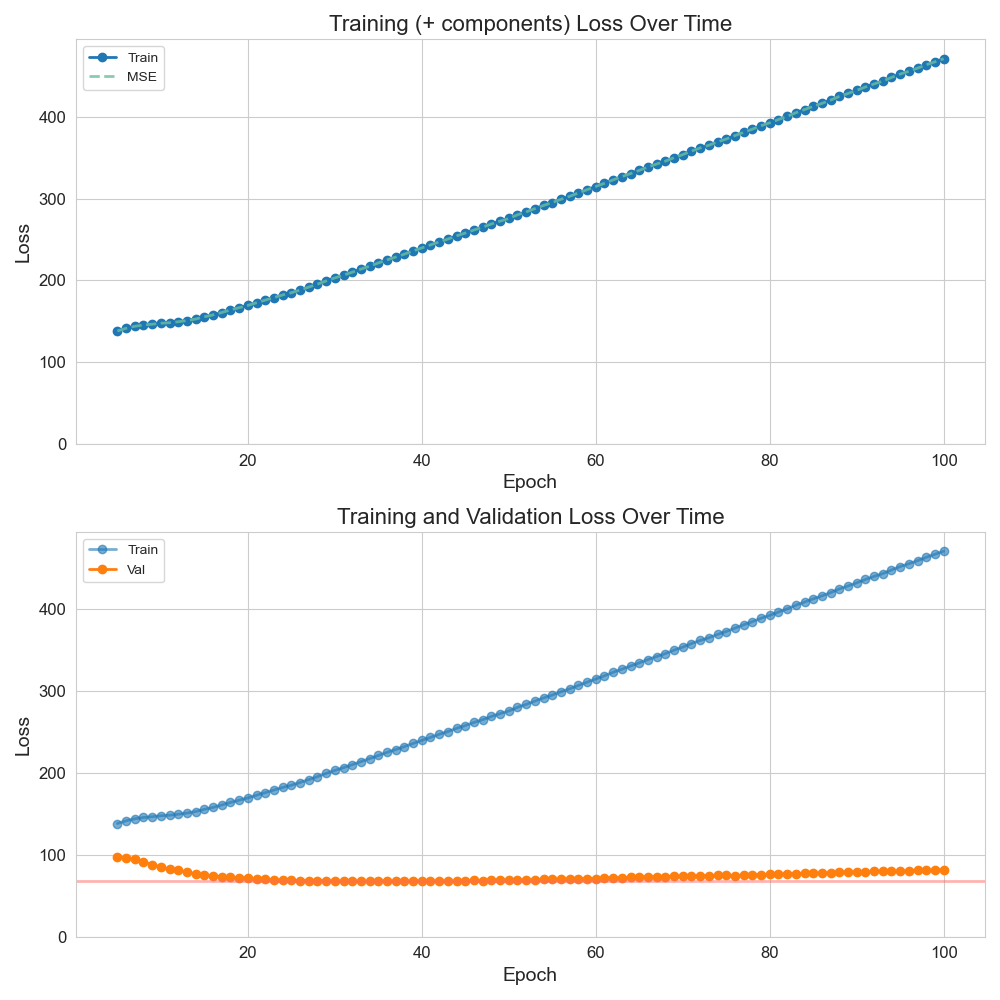 Training (+ components) Loss Over Time
Train
MSE
400
300
200
100
0
Loss
20 40 60 80 100
Epoch
Training and Validation Loss Over Time
Train
Val
400
300
200
100
0
Loss
20 40 60 80 100
Epoch